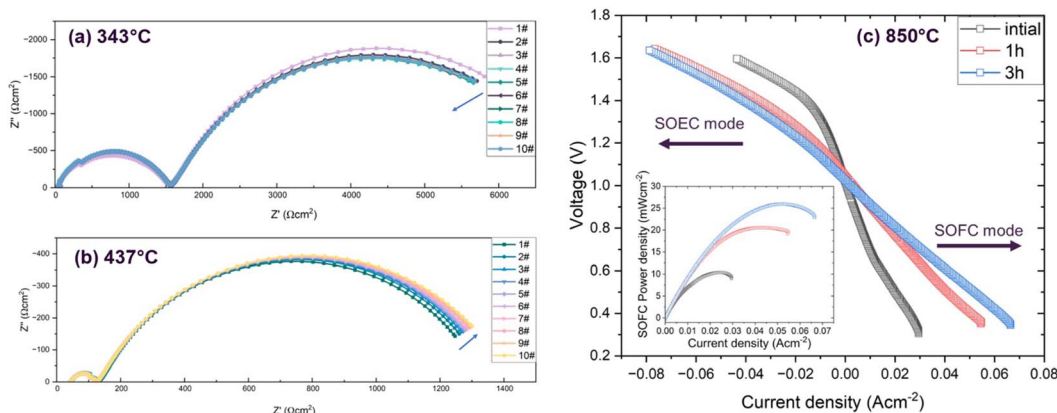 (a) 343°C
Z'' (Ωcm²)
−2000
−1500
−1000
−500
0
0 1000 2000 3000 4000 5000 6000
Z' (Ωcm²)
1#
2#
3#
4#
5#
6#
7#
8#
9#
10#
(b) 437°C
Z'' (Ωcm²)
−400
−300
−200
−100
0
0 200 400 600 800 1000 1200 1400
Z' (Ωcm²)
1#
2#
3#
4#
5#
6#
7#
8#
9#
10#
(c) 850°C
intial
1h
3h
Voltage (V)
1.8
1.6
1.4
1.2
1.0
0.8
0.6
0.4
0.2
SOEC mode
SOFC mode
SOFC Power density (mWcm⁻²)
30
25
20
15
10
5
0
0.00 0.01 0.02 0.03 0.04 0.05 0.06 0.07
Current density (Acm⁻²)
−0.08 −0.06 −0.04 −0.02 0.00 0.02 0.04 0.06 0.08
Current density (Acm⁻²)